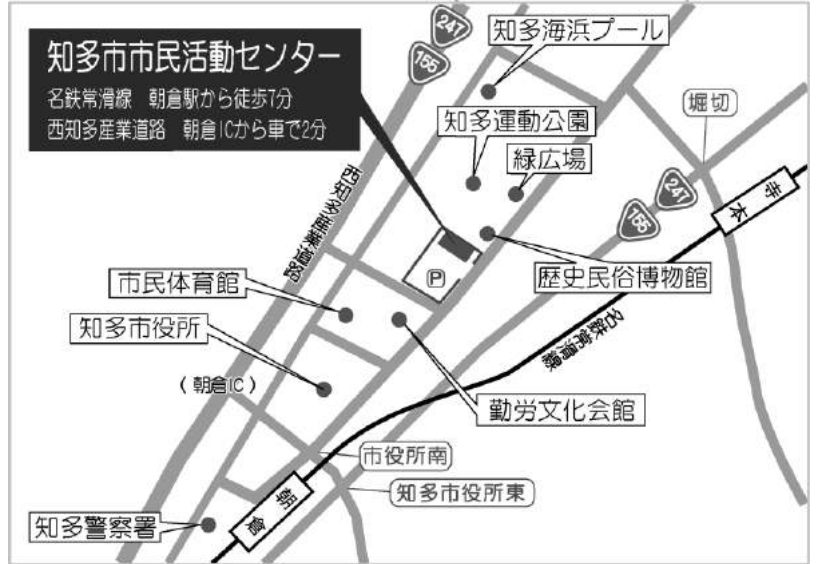 247
155
知多市市民活動センター
名鉄常滑線 朝倉駅から徒歩7分
西知多産業道路 朝倉ICから車で2分
知多海浜プール
堀切
知多運動公園
緑広場
247
155
寺本
西知多産業道路
P
歴史民俗博物館
市民体育館
知多市役所
名鉄常滑線
(朝倉IC)
勤労文化会館
市役所南
知多市役所東
朝倉
知多警察署